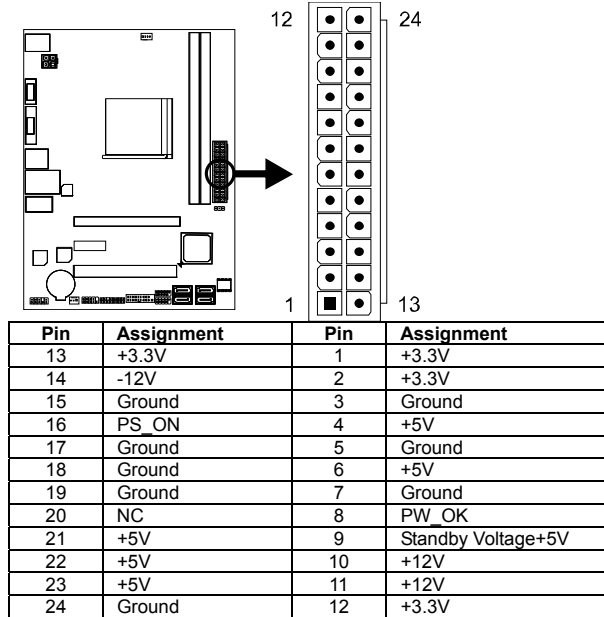 12 24
1 13
Pin Assignment Pin Assignment
13 +3.3V 1 +3.3V
14 -12V 2 +3.3V
15 Ground 3 Ground
16 PS_ON 4 +5V
17 Ground 5 Ground
18 Ground 6 +5V
19 Ground 7 Ground
20 NC 8 PW_OK
21 +5V 9 Standby Voltage+5V
22 +5V 10 +12V
23 +5V 11 +12V
24 Ground 12 +3.3V